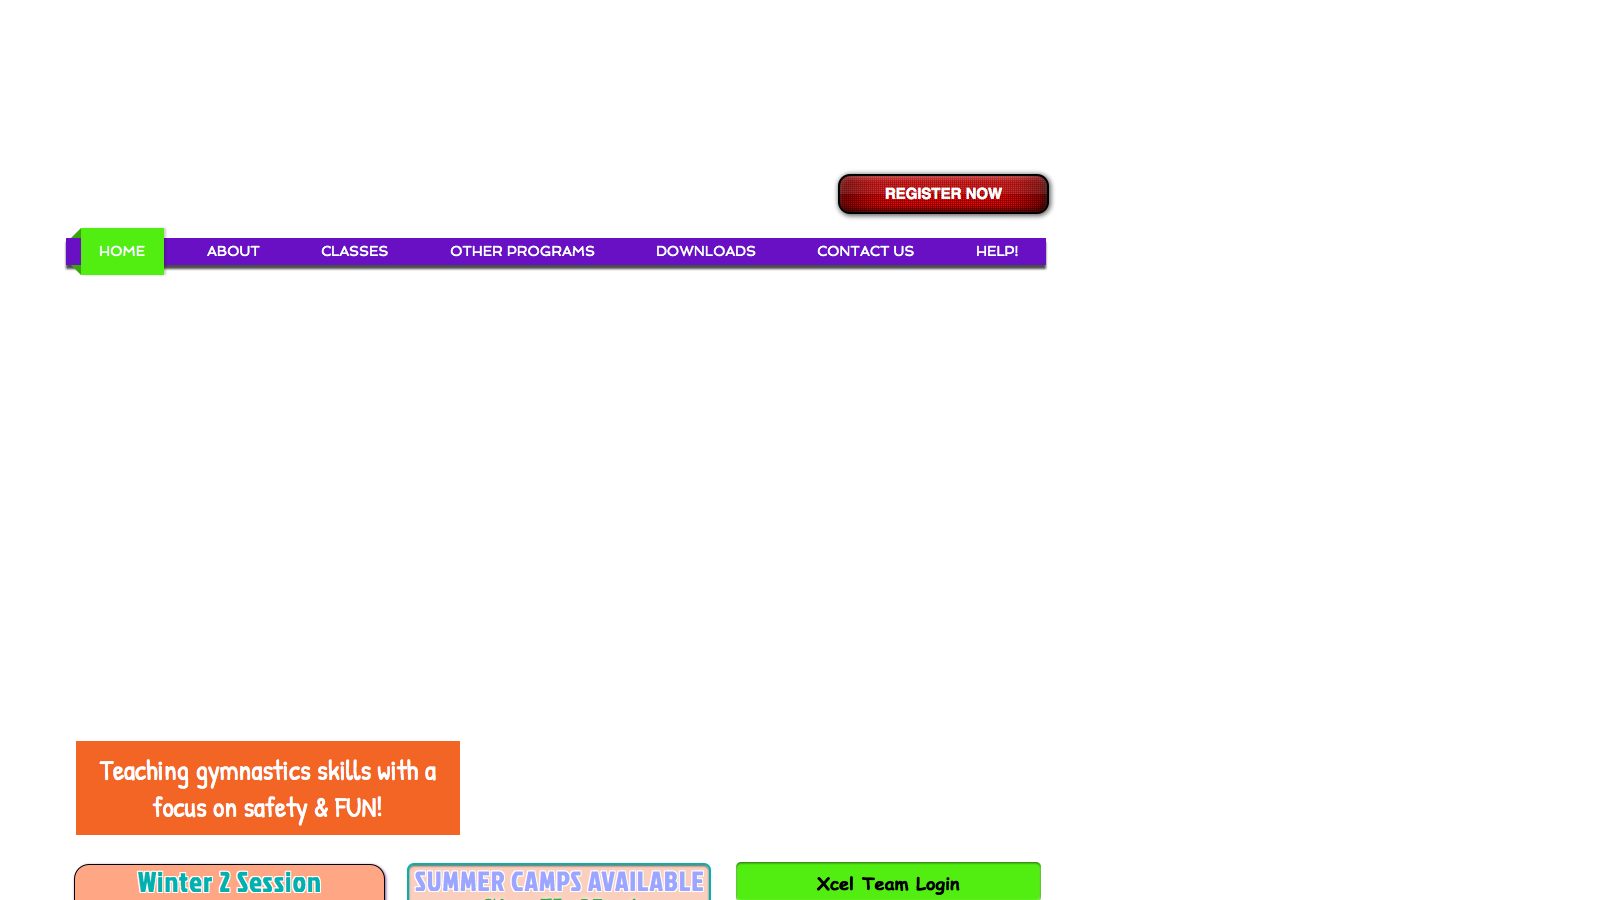 REGISTER NOW
HOME ABOUT CLASSES OTHER PROGRAMS DOWNLOADS CONTACT US HELP!
Teaching gymnastics skills with a
focus on safety & FUN!
Winter 2 Session
SUMMER CAMPS AVAILABLE
Xcel Team Login